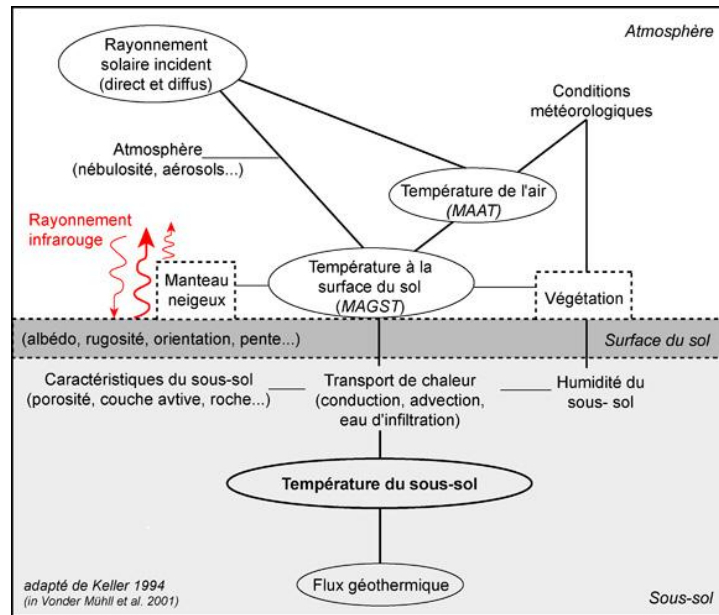 Rayonnement
solaire incident
(direct et diffus)
Atmosphère
Conditions
météorologiques
Atmosphère
(nébulosité, aérosols...)
Température de l'air
(MAAT)
Rayonnement
infrarouge
Manteau
neigeux
Température à la
surface du sol
(MAGST)
Végétation
(albédo, rugosité, orientation, pente...)
Surface du sol
Caractéristiques du sous-sol
(porosité, couche avtive, roche...)
Transport de chaleur
(conduction, advection,
eau d'infiltration)
Humidité du
sous- sol
Température du sous-sol
Flux géothermique
adapté de Keller 1994
(in Vonder Mühll et al. 2001)
Sous-sol